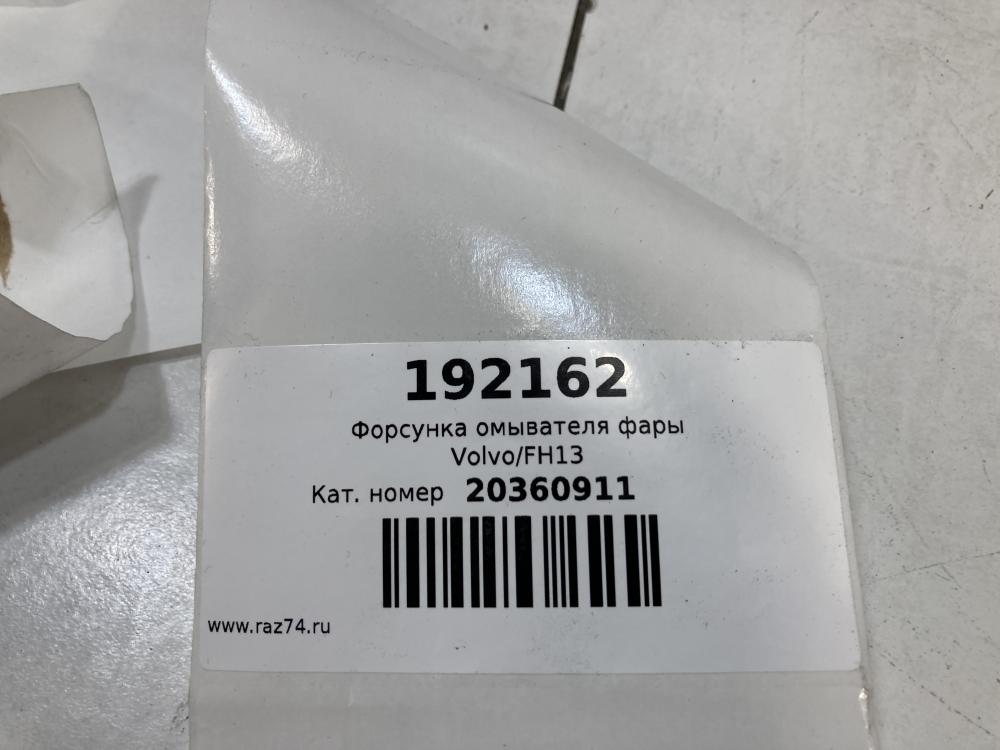 192162
Форсунка омывателя фары
Volvo/FH13
Кат. номер 20360911
www.raz74.ru